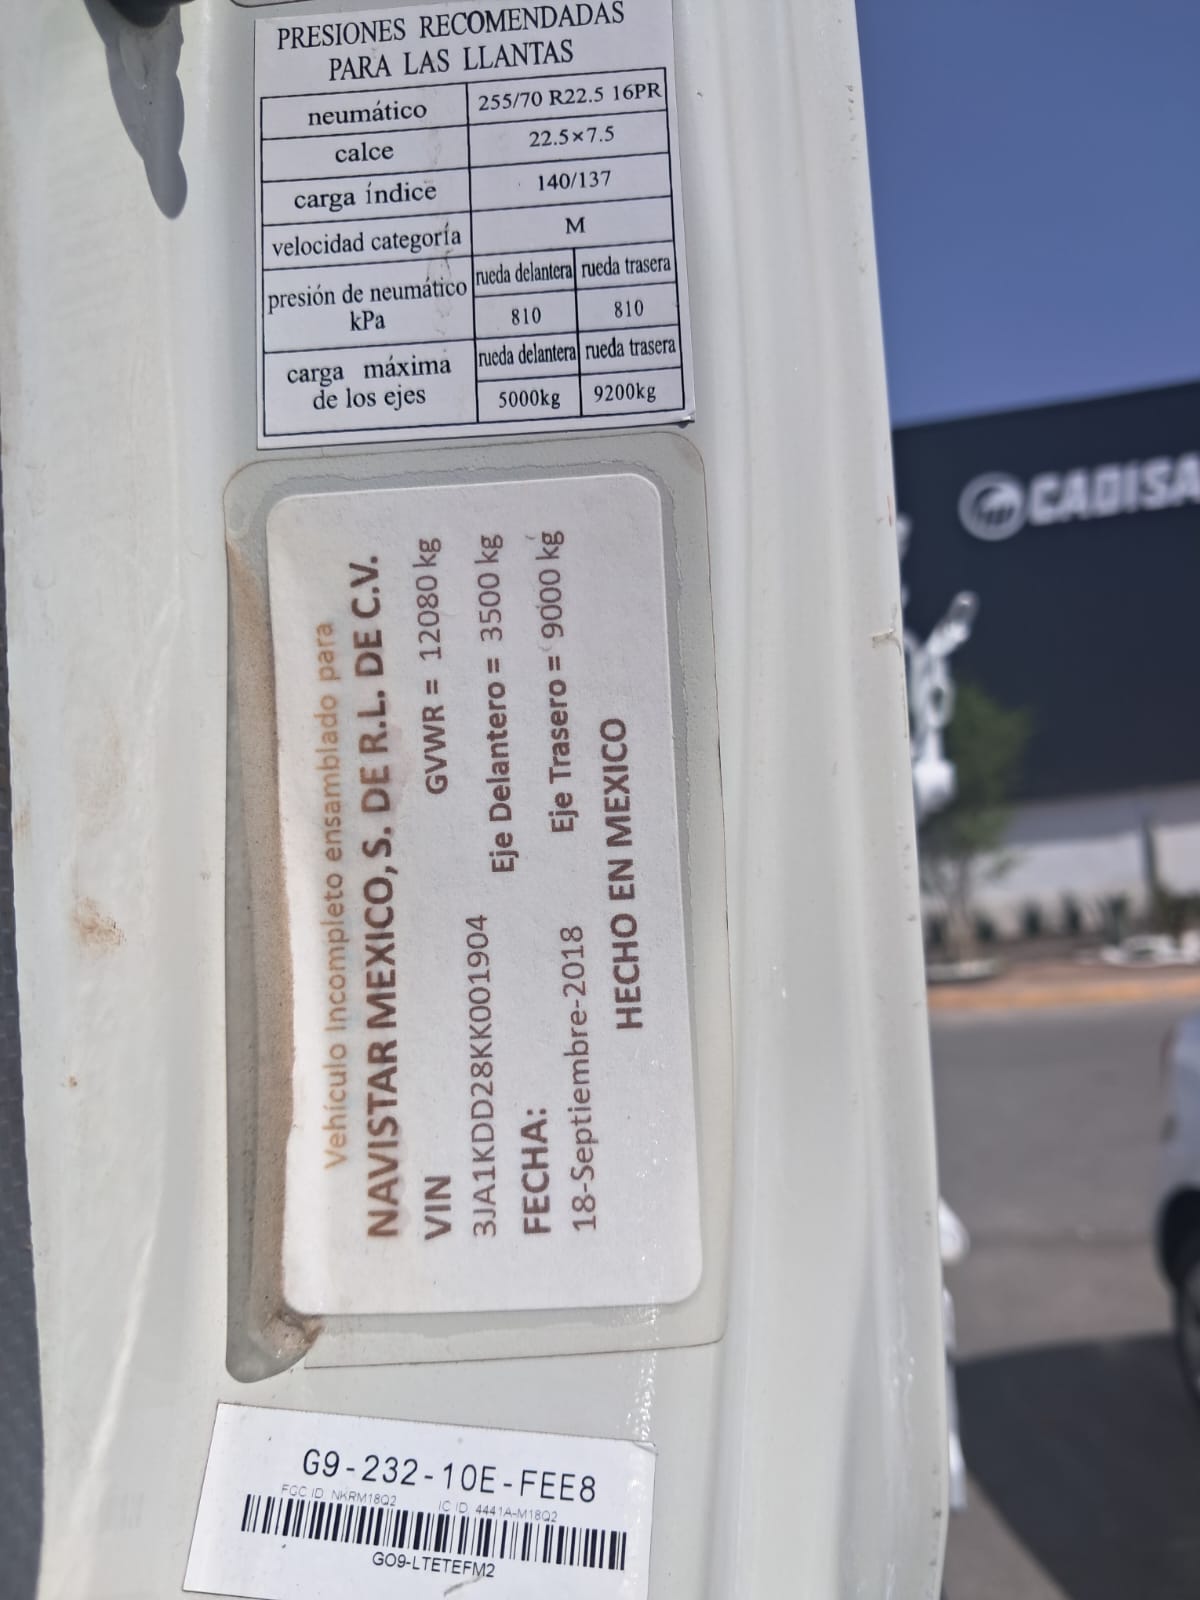 PRESIONES RECOMENDADAS
PARA LAS LLANTAS
neumático 255/70 R22.5 16PR
calce 22.5×7.5
carga índice 140/137
velocidad categoría M
presión de neumático kPa rueda delantera rueda trasera
810 810
carga máxima de los ejes rueda delantera rueda trasera
5000kg 9200kg
Vehículo Incompleto ensamblado para
NAVISTAR MEXICO, S. DE R.L. DE C.V.
VIN GVWR = 12080 kg
3JA1KDD28KK001904 Eje Delantero = 3500 kg
FECHA: Eje Trasero = 9000 kg
18-Septiembre-2018
HECHO EN MEXICO
G9-232-10E-FEE8
FCC ID NKRM18Q2 IC ID 4441A-M18Q2
GO9-LTETEFM2
CADISA